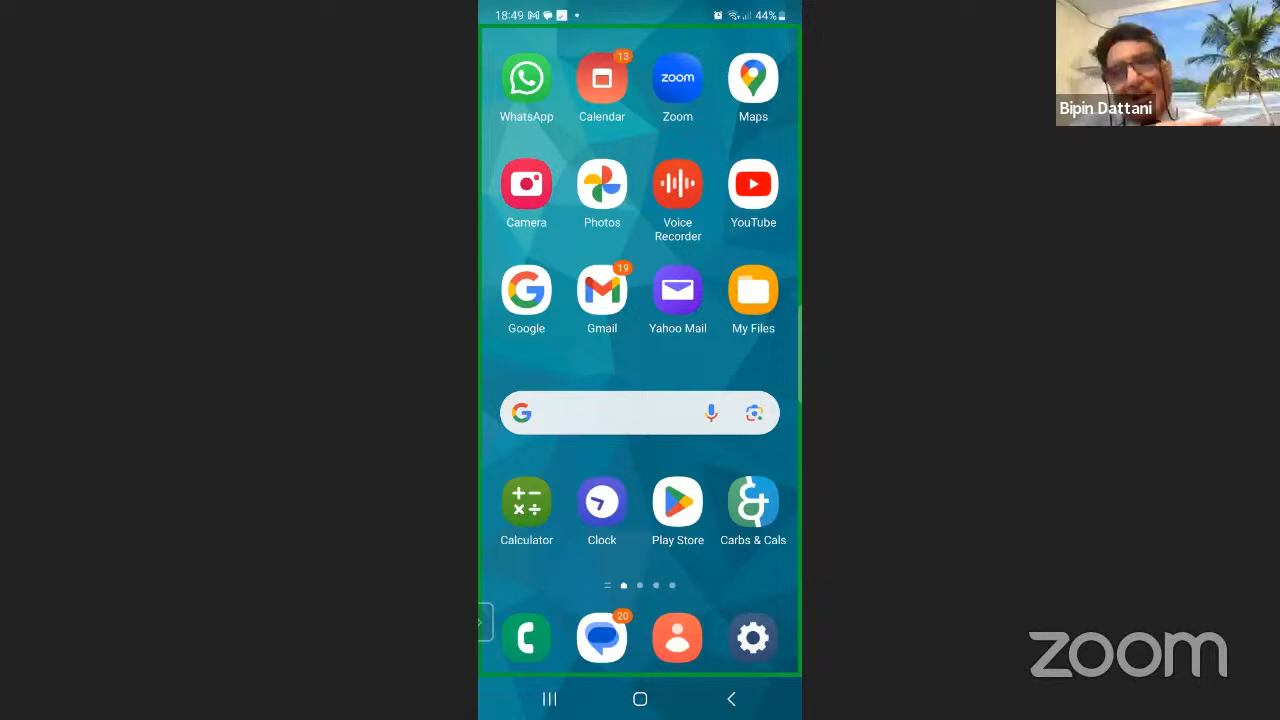 18:49 44%
13
zoom
WhatsApp Calendar Zoom Maps
Camera Photos Voice Recorder YouTube
19
Google Gmail Yahoo Mail My Files
Calculator Clock Play Store Carbs & Cals
20
Bipin Dattani
zoom